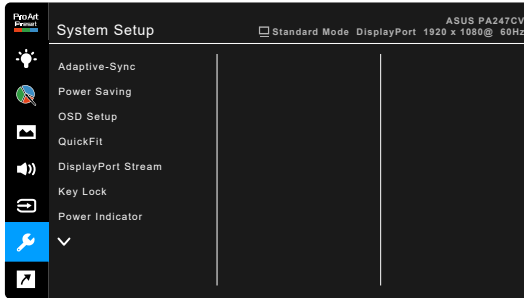 ProArt
Preset
System Setup
ASUS PA247CV
Standard Mode DisplayPort 1920 x 1080@ 60Hz
Adaptive-Sync
Power Saving
OSD Setup
QuickFit
DisplayPort Stream
Key Lock
Power Indicator